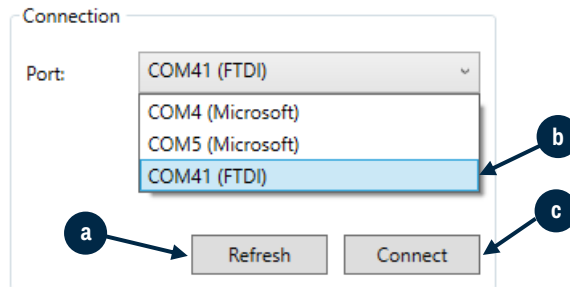 Connection
Port:
COM41 (FTDI)
COM4 (Microsoft)
COM5 (Microsoft)
COM41 (FTDI)
b
c
a
Refresh
Connect